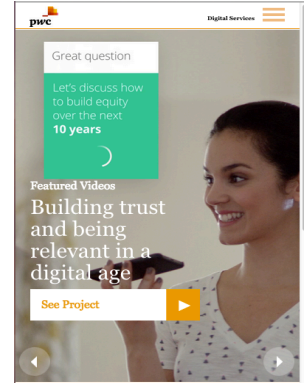 pwc
Digital Services
Great question
Let's discuss how
to build equity
over the next
10 years
Featured Videos
Building trust
and being
relevant in a
digital age
See Project